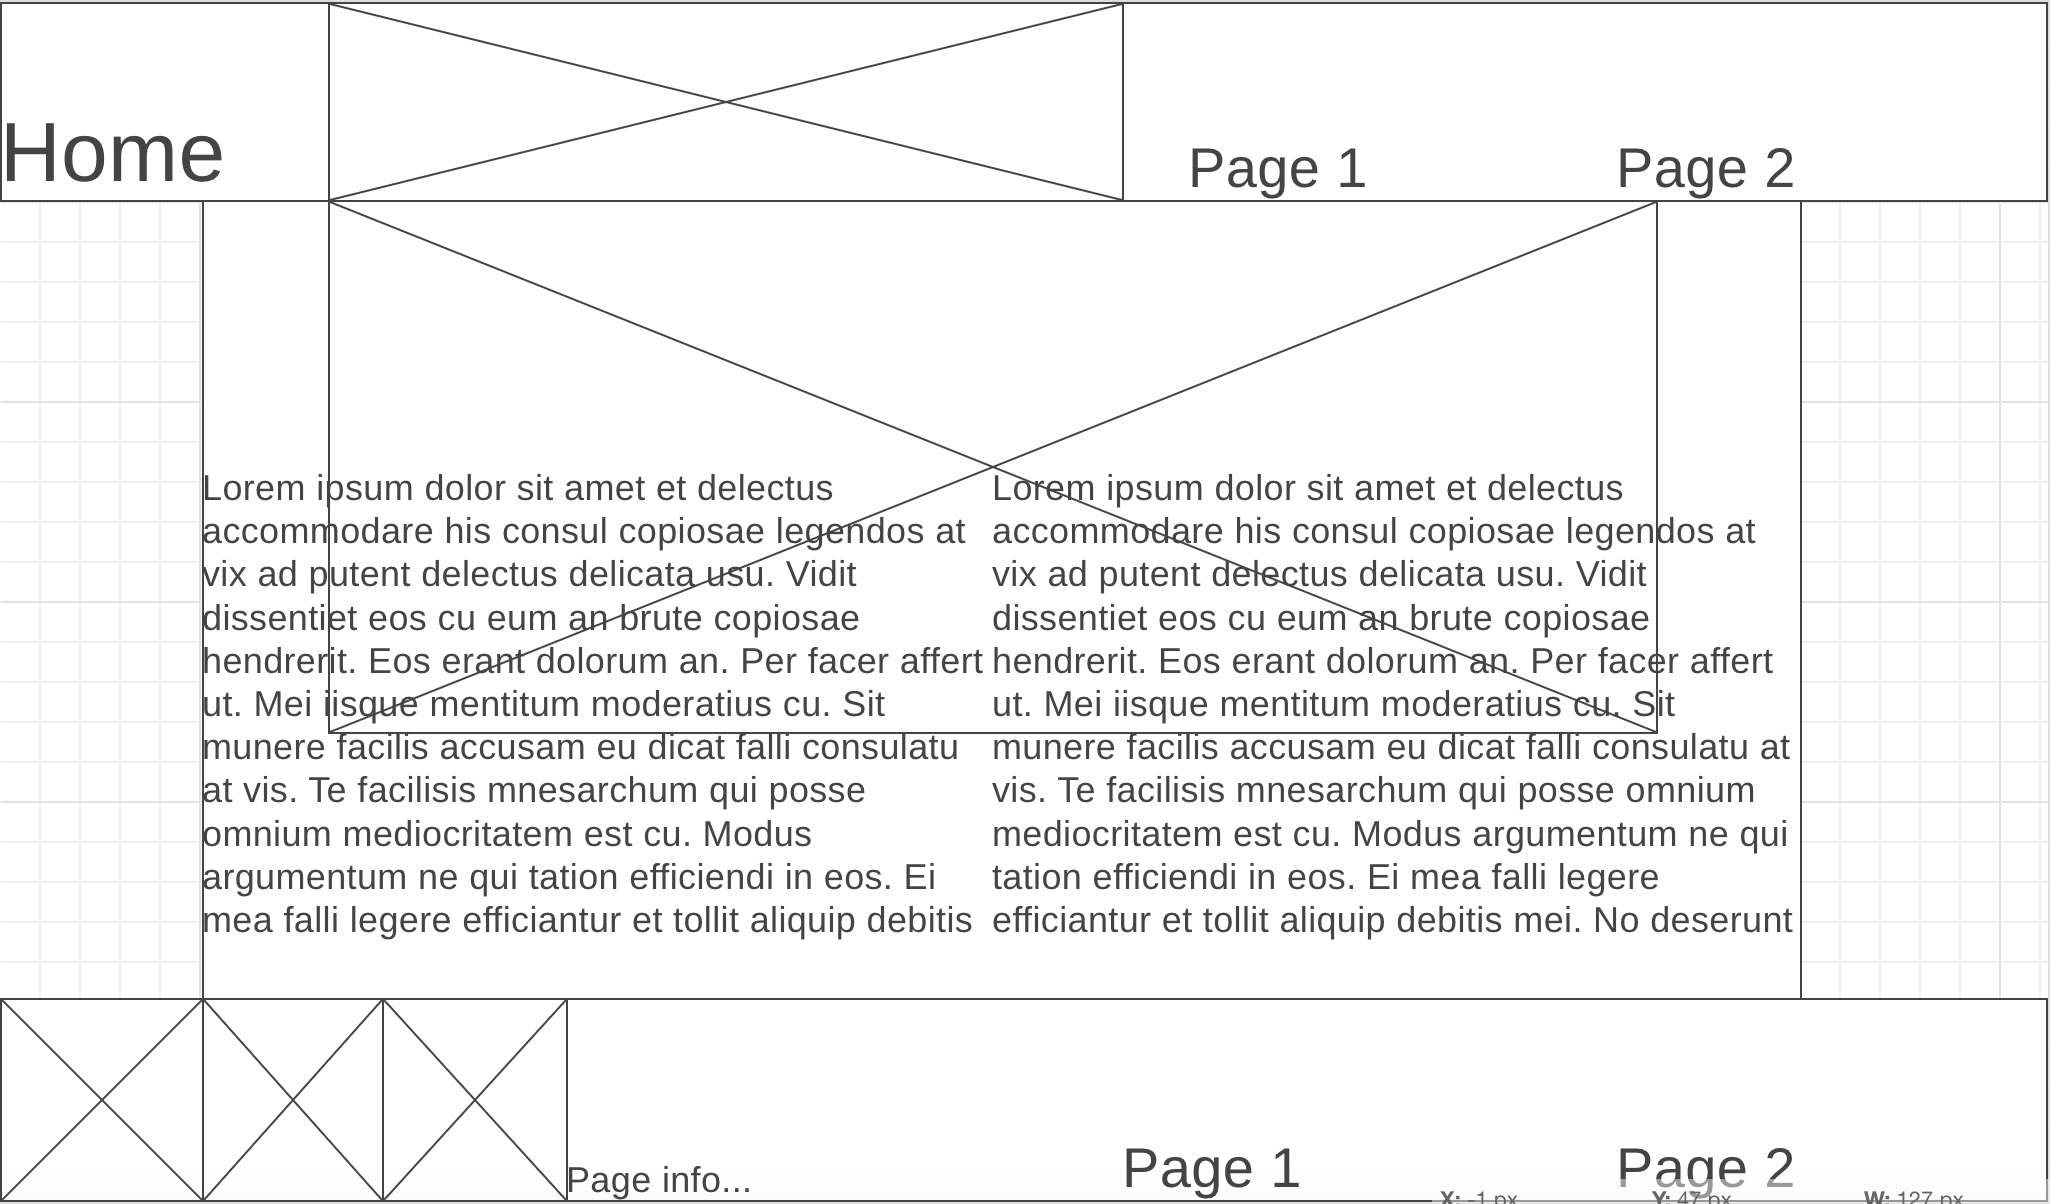 Home
Page 1
Page 2
Lorem ipsum dolor sit amet et delectus
accommodare his consul copiosae legendos at
vix ad putent delectus delicata usu. Vidit
dissentiet eos cu eum an brute copiosae
hendrerit. Eos erant dolorum an. Per facer affert
ut. Mei iisque mentitum moderatius cu. Sit
munere facilis accusam eu dicat falli consulatu
at vis. Te facilisis mnesarchum qui posse
omnium mediocritatem est cu. Modus
argumentum ne qui tation efficiendi in eos. Ei
mea falli legere efficiantur et tollit aliquip debitis
Lorem ipsum dolor sit amet et delectus
accommodare his consul copiosae legendos at
vix ad putent delectus delicata usu. Vidit
dissentiet eos cu eum an brute copiosae
hendrerit. Eos erant dolorum an. Per facer affert
ut. Mei iisque mentitum moderatius cu. Sit
munere facilis accusam eu dicat falli consulatu at
vis. Te facilisis mnesarchum qui posse omnium
mediocritatem est cu. Modus argumentum ne qui
tation efficiendi in eos. Ei mea falli legere
efficiantur et tollit aliquip debitis mei. No deserunt
Page info...
Page 1
Page 2
X: -1 px
Y: 47 px
W: 127 px